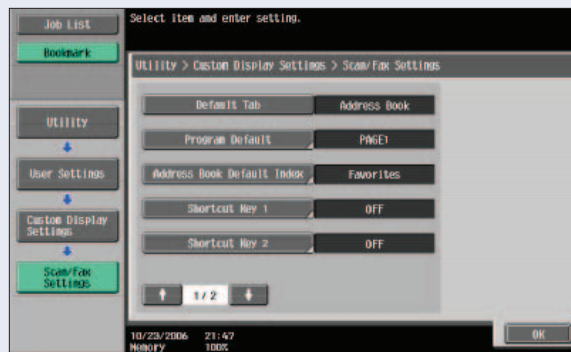 Job List
Select item and enter setting.
Bookmark
Utility > Custom Display Settings > Scan/Fax Settings
Default Tab
Address Book
Utility
Program Default
PAGE1
User Settings
Address Book Default Index
Favorites
Custom Display
Settings
Shortcut Key 1
OFF
Shortcut Key 2
OFF
Scan/Fax
Settings
1/2
10/23/2006 21:47
Memory 100%
OK